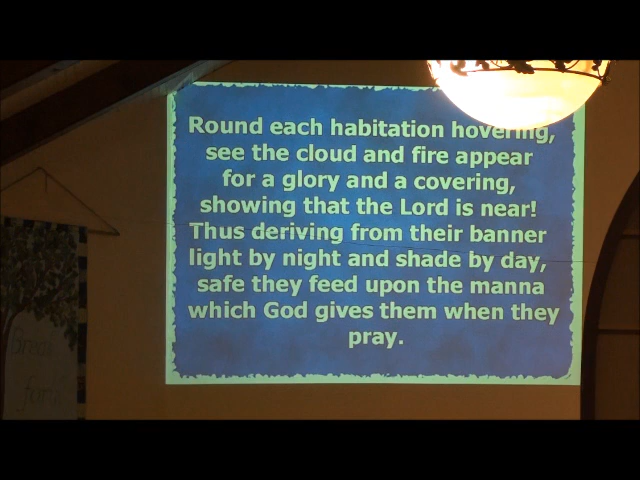 Round each habitation hovering,
see the cloud and fire appear
for a glory and a covering,
showing that the Lord is near!
Thus deriving from their banner
light by night and shade by day,
safe they feed upon the manna
which God gives them when they
pray.